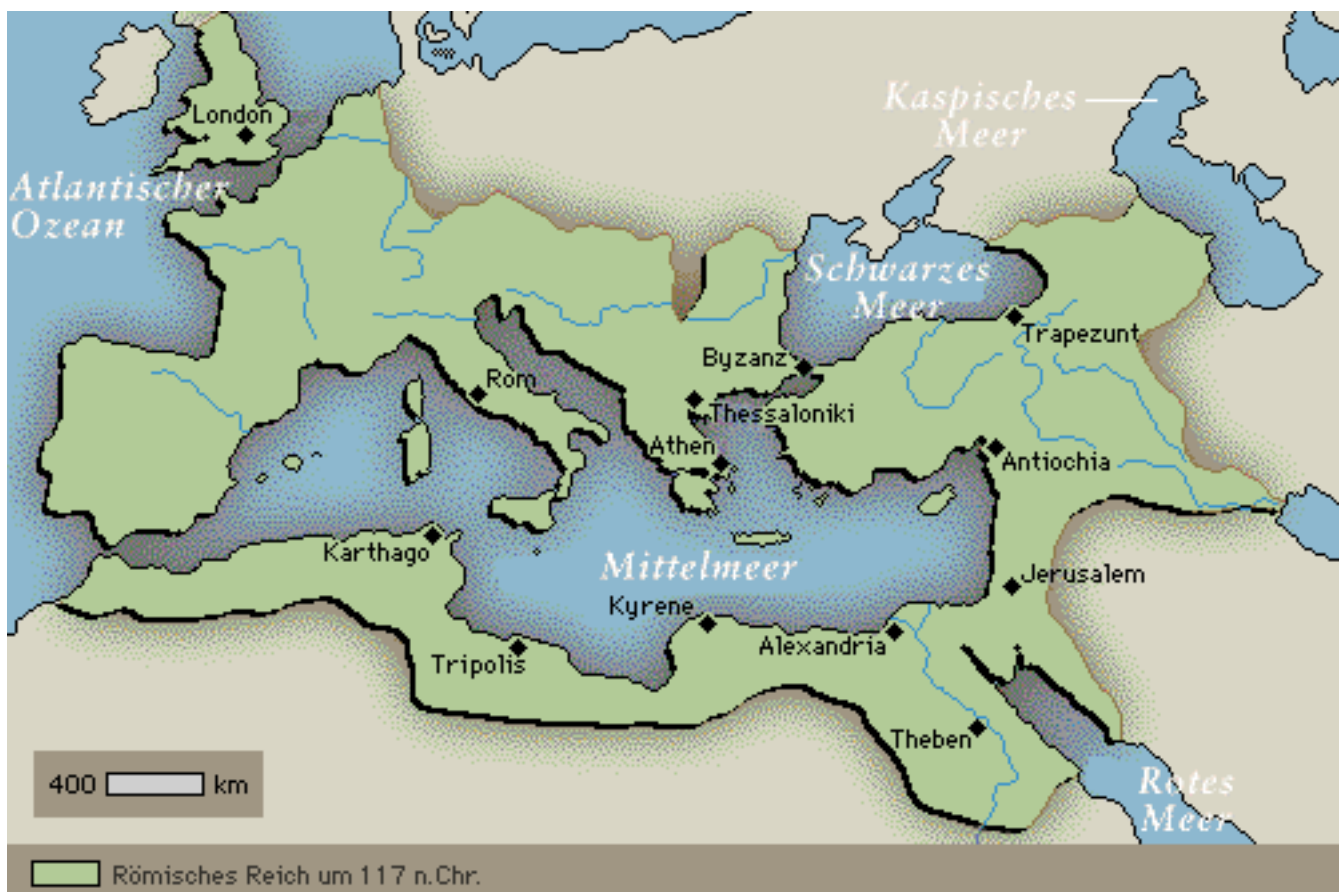 London
Kaspisches
Meer
Atlantischer
Ozean
Schwarzes
Meer
Trapezunt
Byzanz
Rom
Thessaloniki
Athen
Antiochia
Karthago
Mittelmeer
Jerusalem
Kyrene
Alexandria
Tripolis
Theben
Rotes
Meer
400 km
Römisches Reich um 117 n.Chr.